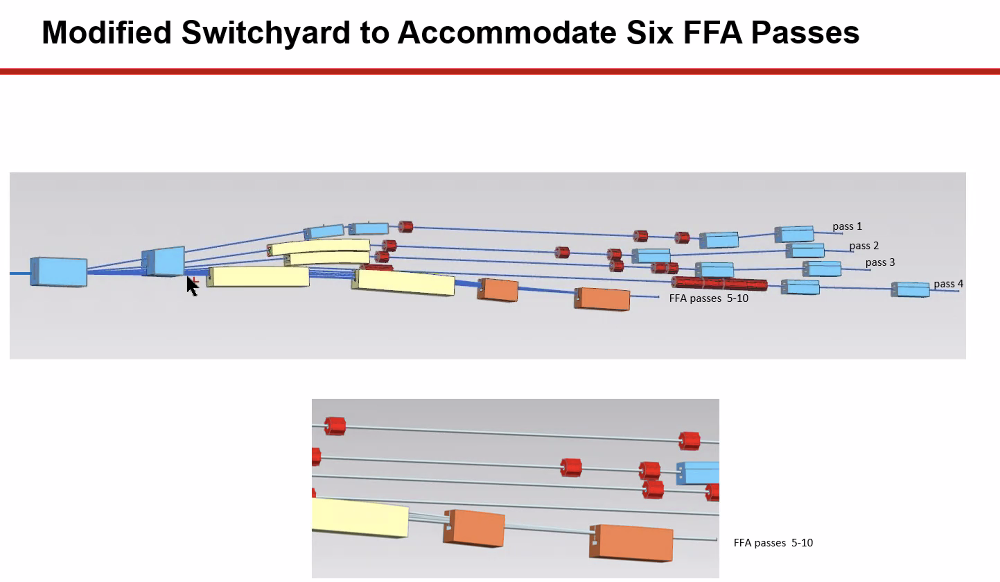 Modified Switchyard to Accommodate Six FFA Passes
pass 1
pass 2
pass 3
pass 4
FFA passes 5-10
FFA passes 5-10